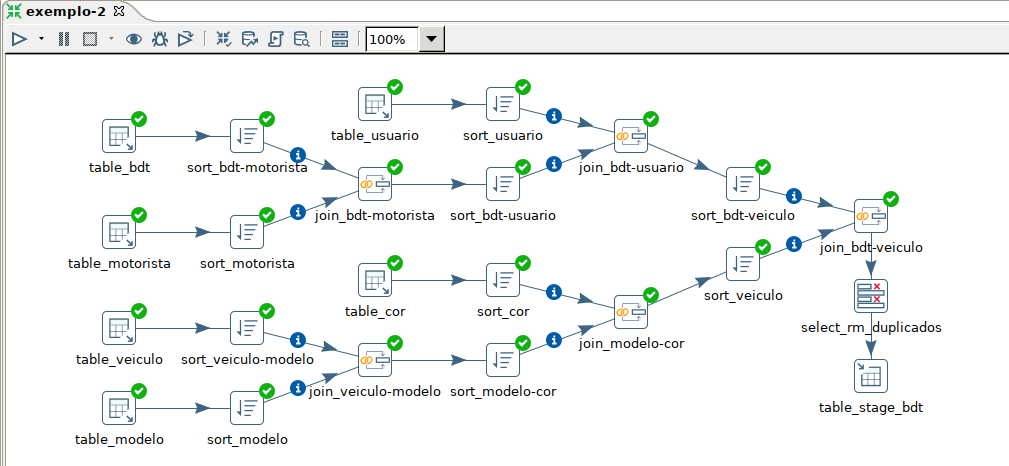 exemplo-2
100%
table_usuario
sort_usuario
table_bdt
sort_bdt-motorista
join_bdt-usuario
join_bdt-motorista
sort_bdt-usuario
sort_bdt-veiculo
table_motorista
sort_motorista
join_bdt-veiculo
table_cor
sort_cor
sort_veiculo
select_rm_duplicados
table_veiculo
sort_veiculo-modelo
join_modelo-cor
join_veiculo-modelo
sort_modelo-cor
table_stage_bdt
table_modelo
sort_modelo